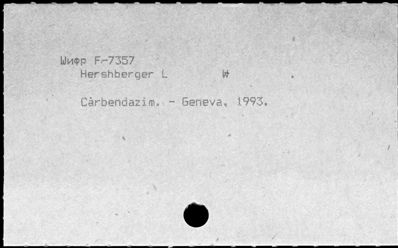 Шифр F-7357
Hershberger L W
Carbendazim. - Geneva, 1993.